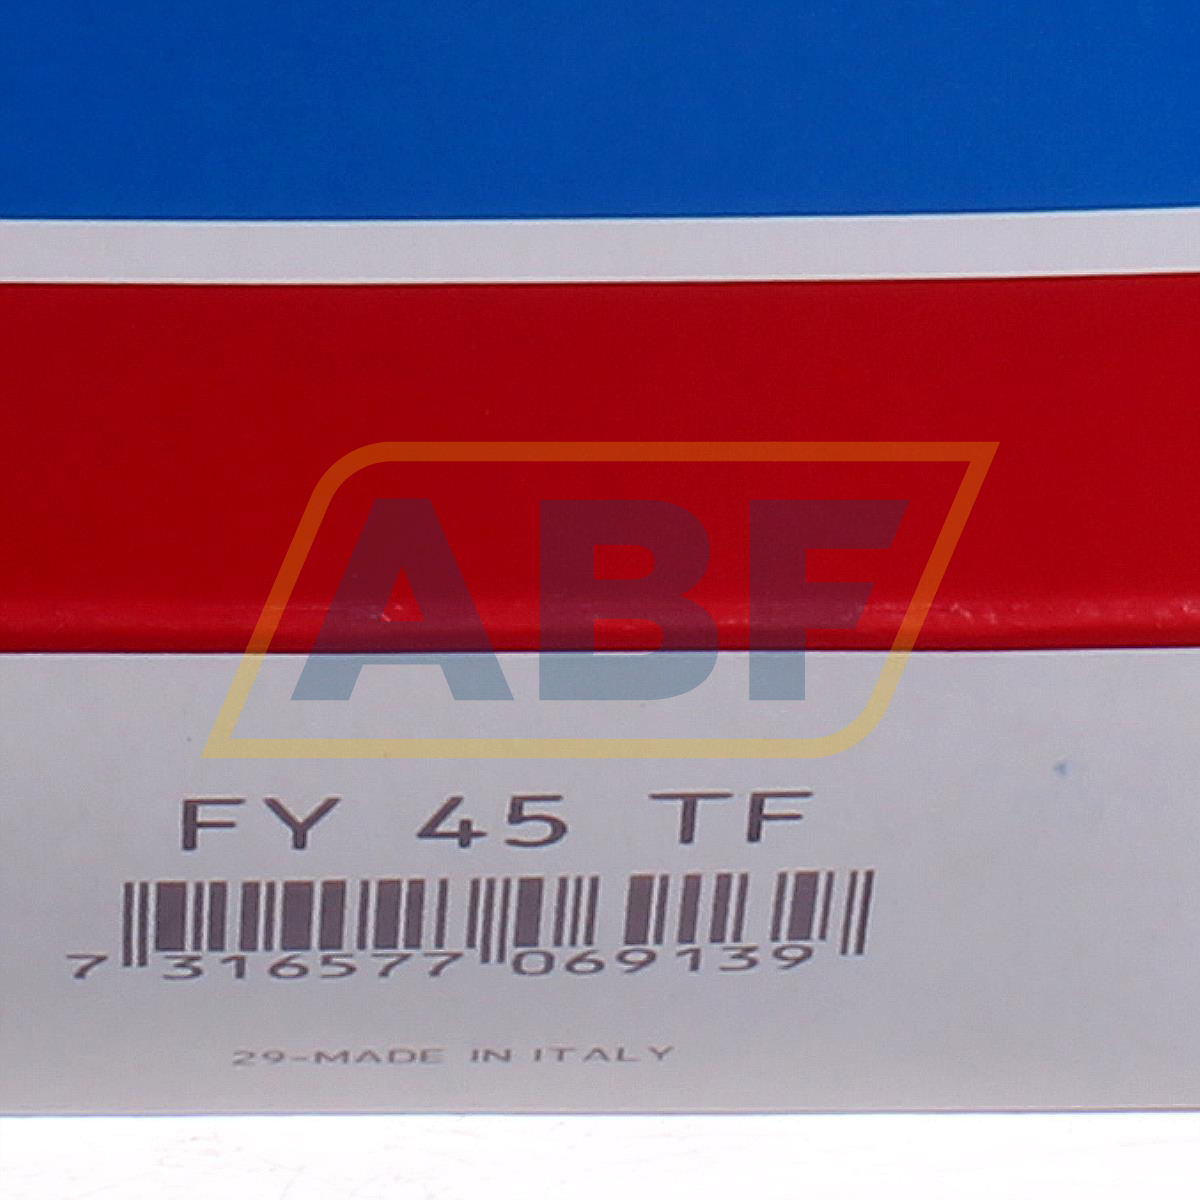 ABF
FY 45 TF
7 316577 069139
29-MADE IN ITALY